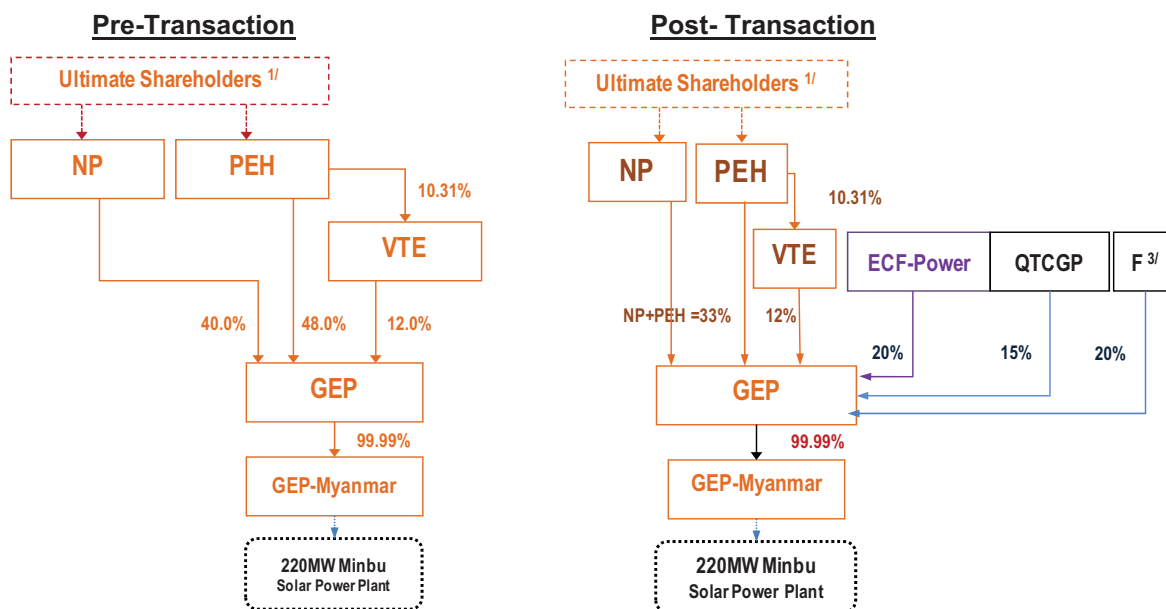 Pre-Transaction
Ultimate Shareholders 1/
NP
PEH
10.31%
VTE
40.0%
48.0%
12.0%
GEP
99.99%
GEP-Myanmar
220MW Minbu
Solar Power Plant
Post- Transaction
Ultimate Shareholders 1/
NP
PEH
10.31%
VTE
ECF-Power
QTCGP
F 3/
NP+PEH =33%
12%
20%
15%
20%
GEP
99.99%
GEP-Myanmar
220MW Minbu
Solar Power Plant